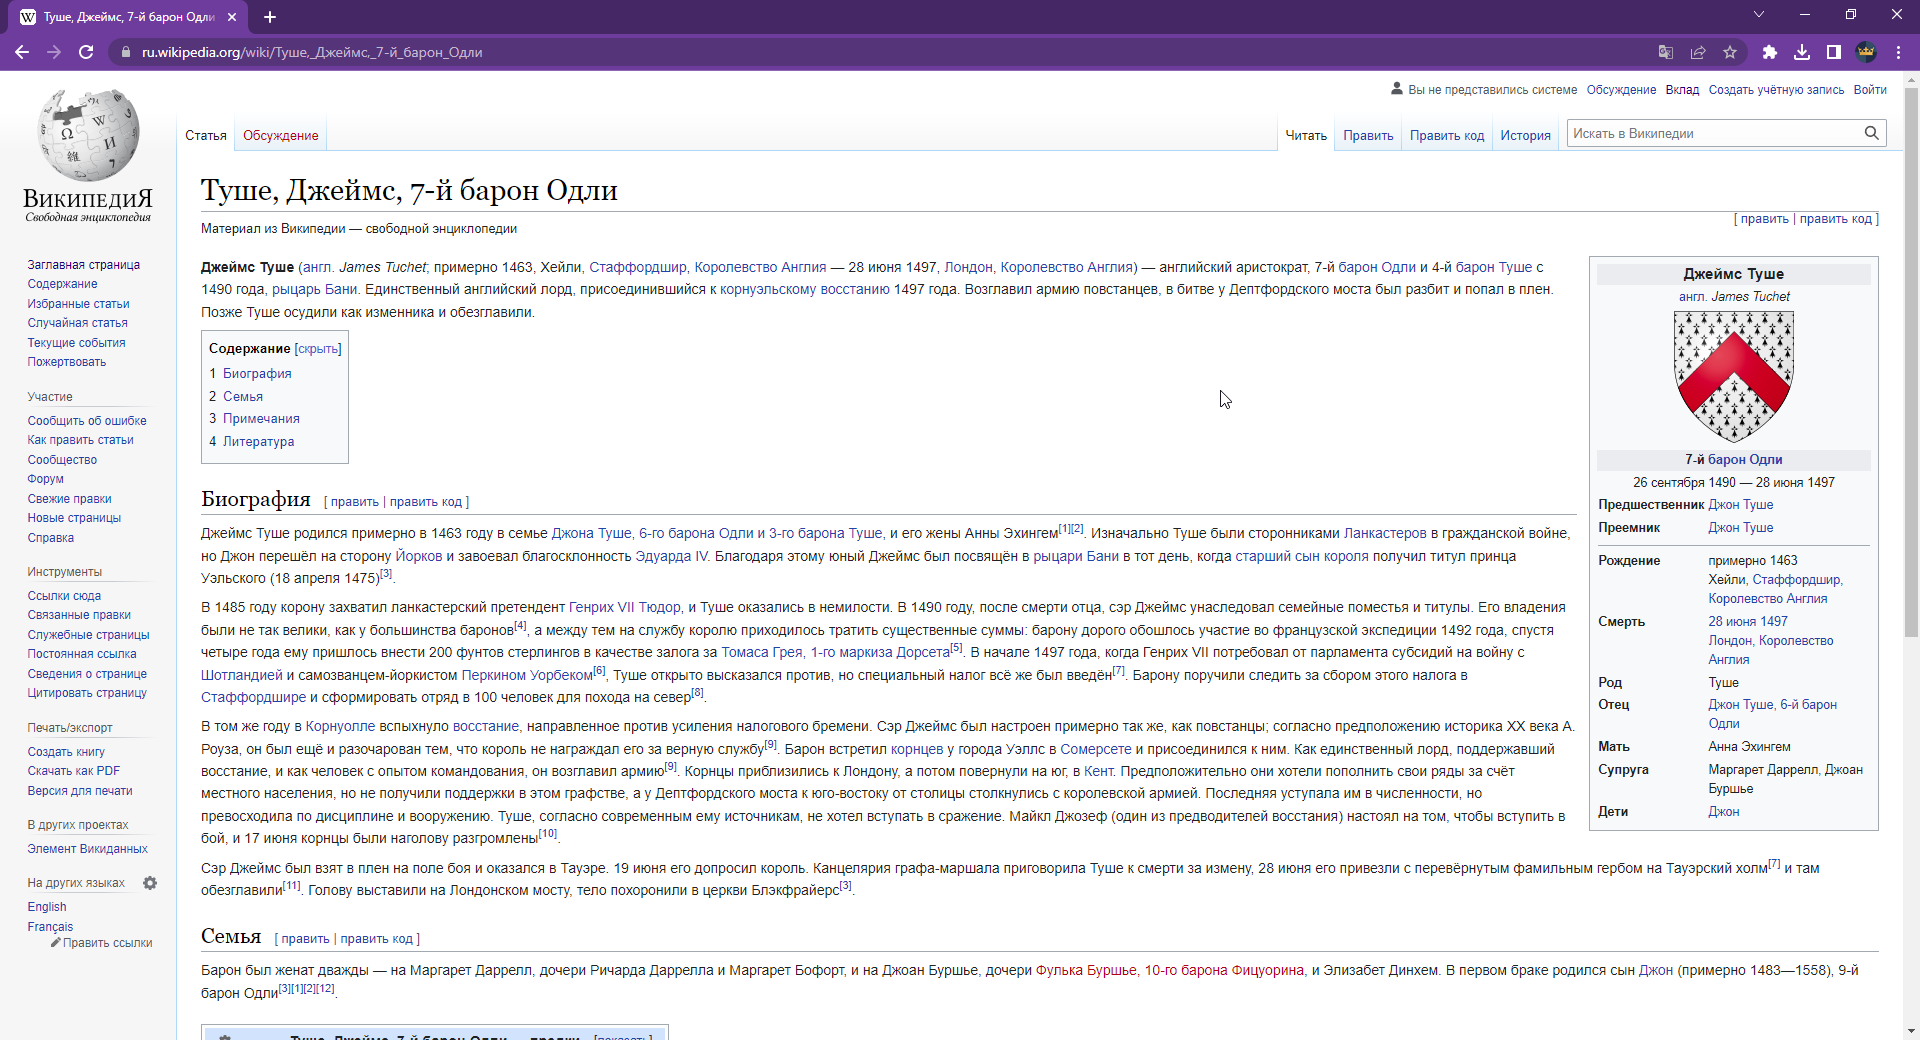 Туше, Джеймс, 7-й барон Одли
ru.wikipedia.org/wiki/Туше,_Джеймс,_7-й_барон_Одли
Вы не представились системе Обсуждение Вклад Создать учётную запись Войти
Статья Обсуждение Читать Править Править код История Искать в Википедии
ВикипедиЯ
Свободная энциклопедия
Заглавная страница
Содержание
Избранные статьи
Случайная статья
Текущие события
Пожертвовать
Участие
Сообщить об ошибке
Как править статьи
Сообщество
Форум
Свежие правки
Новые страницы
Справка
Инструменты
Ссылки сюда
Связанные правки
Служебные страницы
Постоянная ссылка
Сведения о странице
Цитировать страницу
Печать/экспорт
Создать книгу
Скачать как PDF
Версия для печати
В других проектах
Элемент Викиданных
На других языках
English
Français
Править ссылки
Туше, Джеймс, 7-й барон Одли
[ править | править код ]
Материал из Википедии — свободной энциклопедии
Джеймс Туше (англ. James Tuchet; примерно 1463, Хейли, Стаффордшир, Королевство Англия — 28 июня 1497, Лондон, Королевство Англия) — английский аристократ, 7-й барон Одли и 4-й барон Туше с
1490 года, рыцарь Бани. Единственный английский лорд, присоединившийся к корнуэльскому восстанию 1497 года. Возглавил армию повстанцев, в битве у Дептфордского моста был разбит и попал в плен.
Позже Туше осудили как изменника и обезглавили.
Содержание [скрыть]
1 Биография
2 Семья
3 Примечания
4 Литература
Биография [ править | править код ]
Джеймс Туше родился примерно в 1463 году в семье Джона Туше, 6-го барона Одли и 3-го барона Туше, и его жены Анны Эхингем[1][2]. Изначально Туше были сторонниками Ланкастеров в гражданской войне,
но Джон перешёл на сторону Йорков и завоевал благосклонность Эдуарда IV. Благодаря этому юный Джеймс был посвящён в рыцари Бани в тот день, когда старший сын короля получил титул принца
Уэльского (18 апреля 1475)[3].
В 1485 году корону захватил ланкастерский претендент Генрих VII Тюдор, и Туше оказались в немилости. В 1490 году, после смерти отца, сэр Джеймс унаследовал семейные поместья и титулы. Его владения
были не так велики, как у большинства баронов[4], а между тем на службу королю приходилось тратить существенные суммы: барону дорого обошлось участие во французской экспедиции 1492 года, спустя
четыре года ему пришлось внести 200 фунтов стерлингов в качестве залога за Томаса Грея, 1-го маркиза Дорсета[5]. В начале 1497 года, когда Генрих VII потребовал от парламента субсидий на войну с
Шотландией и самозванцем-йоркистом Перкином Уорбеком[6], Туше открыто высказался против, но специальный налог всё же был введён[7]. Барону поручили следить за сбором этого налога в
Стаффордшире и сформировать отряд в 100 человек для похода на север[8].
В том же году в Корнуолле вспыхнуло восстание, направленное против усиления налогового бремени. Сэр Джеймс был настроен примерно так же, как повстанцы; согласно предположению историка XX века А.
Роуза, он был ещё и разочарован тем, что король не награждал его за верную службу[9]. Барон встретил корнцев у города Уэллс в Сомерсете и присоединился к ним. Как единственный лорд, поддержавший
восстание, и как человек с опытом командования, он возглавил армию[9]. Корнцы приблизились к Лондону, а потом повернули на юг, в Кент. Предположительно они хотели пополнить свои ряды за счёт
местного населения, но не получили поддержки в этом графстве, а у Дептфордского моста к юго-востоку от столицы столкнулись с королевской армией. Последняя уступала им в численности, но
превосходила по дисциплине и вооружению. Туше, согласно современным ему источникам, не хотел вступать в сражение. Майкл Джозеф (один из предводителей восстания) настоял на том, чтобы вступить в
бой, и 17 июня корнцы были наголову разгромлены[10].
Сэр Джеймс был взят в плен на поле боя и оказался в Тауэре. 19 июня его допросил король. Канцелярия графа-маршала приговорила Туше к смерти за измену, 28 июня его привезли с перевёрнутым фамильным гербом на Тауэрский холм[7] и там
обезглавили[11]. Голову выставили на Лондонском мосту, тело похоронили в церкви Блэкфрайерс[3].
Семья [ править | править код ]
Барон был женат дважды — на Маргарет Даррелл, дочери Ричарда Даррелла и Маргарет Бофорт, и на Джоан Буршье, дочери Фулька Буршье, 10-го барона Фицуорина, и Элизабет Динхем. В первом браке родился сын Джон (примерно 1483—1558), 9-й
барон Одли[3][1][2][12].
Туше, Джеймс, 7-й барон Одли — предки [показать]
Джеймс Туше
англ. James Tuchet
7-й барон Одли
26 сентября 1490 — 28 июня 1497
Предшественник Джон Туше
Преемник Джон Туше
Рождение примерно 1463
Хейли, Стаффордшир,
Королевство Англия
Смерть 28 июня 1497
Лондон, Королевство
Англия
Род Туше
Отец Джон Туше, 6-й барон
Одли
Мать Анна Эхингем
Супруга Маргарет Даррелл, Джоан
Буршье
Дети Джон